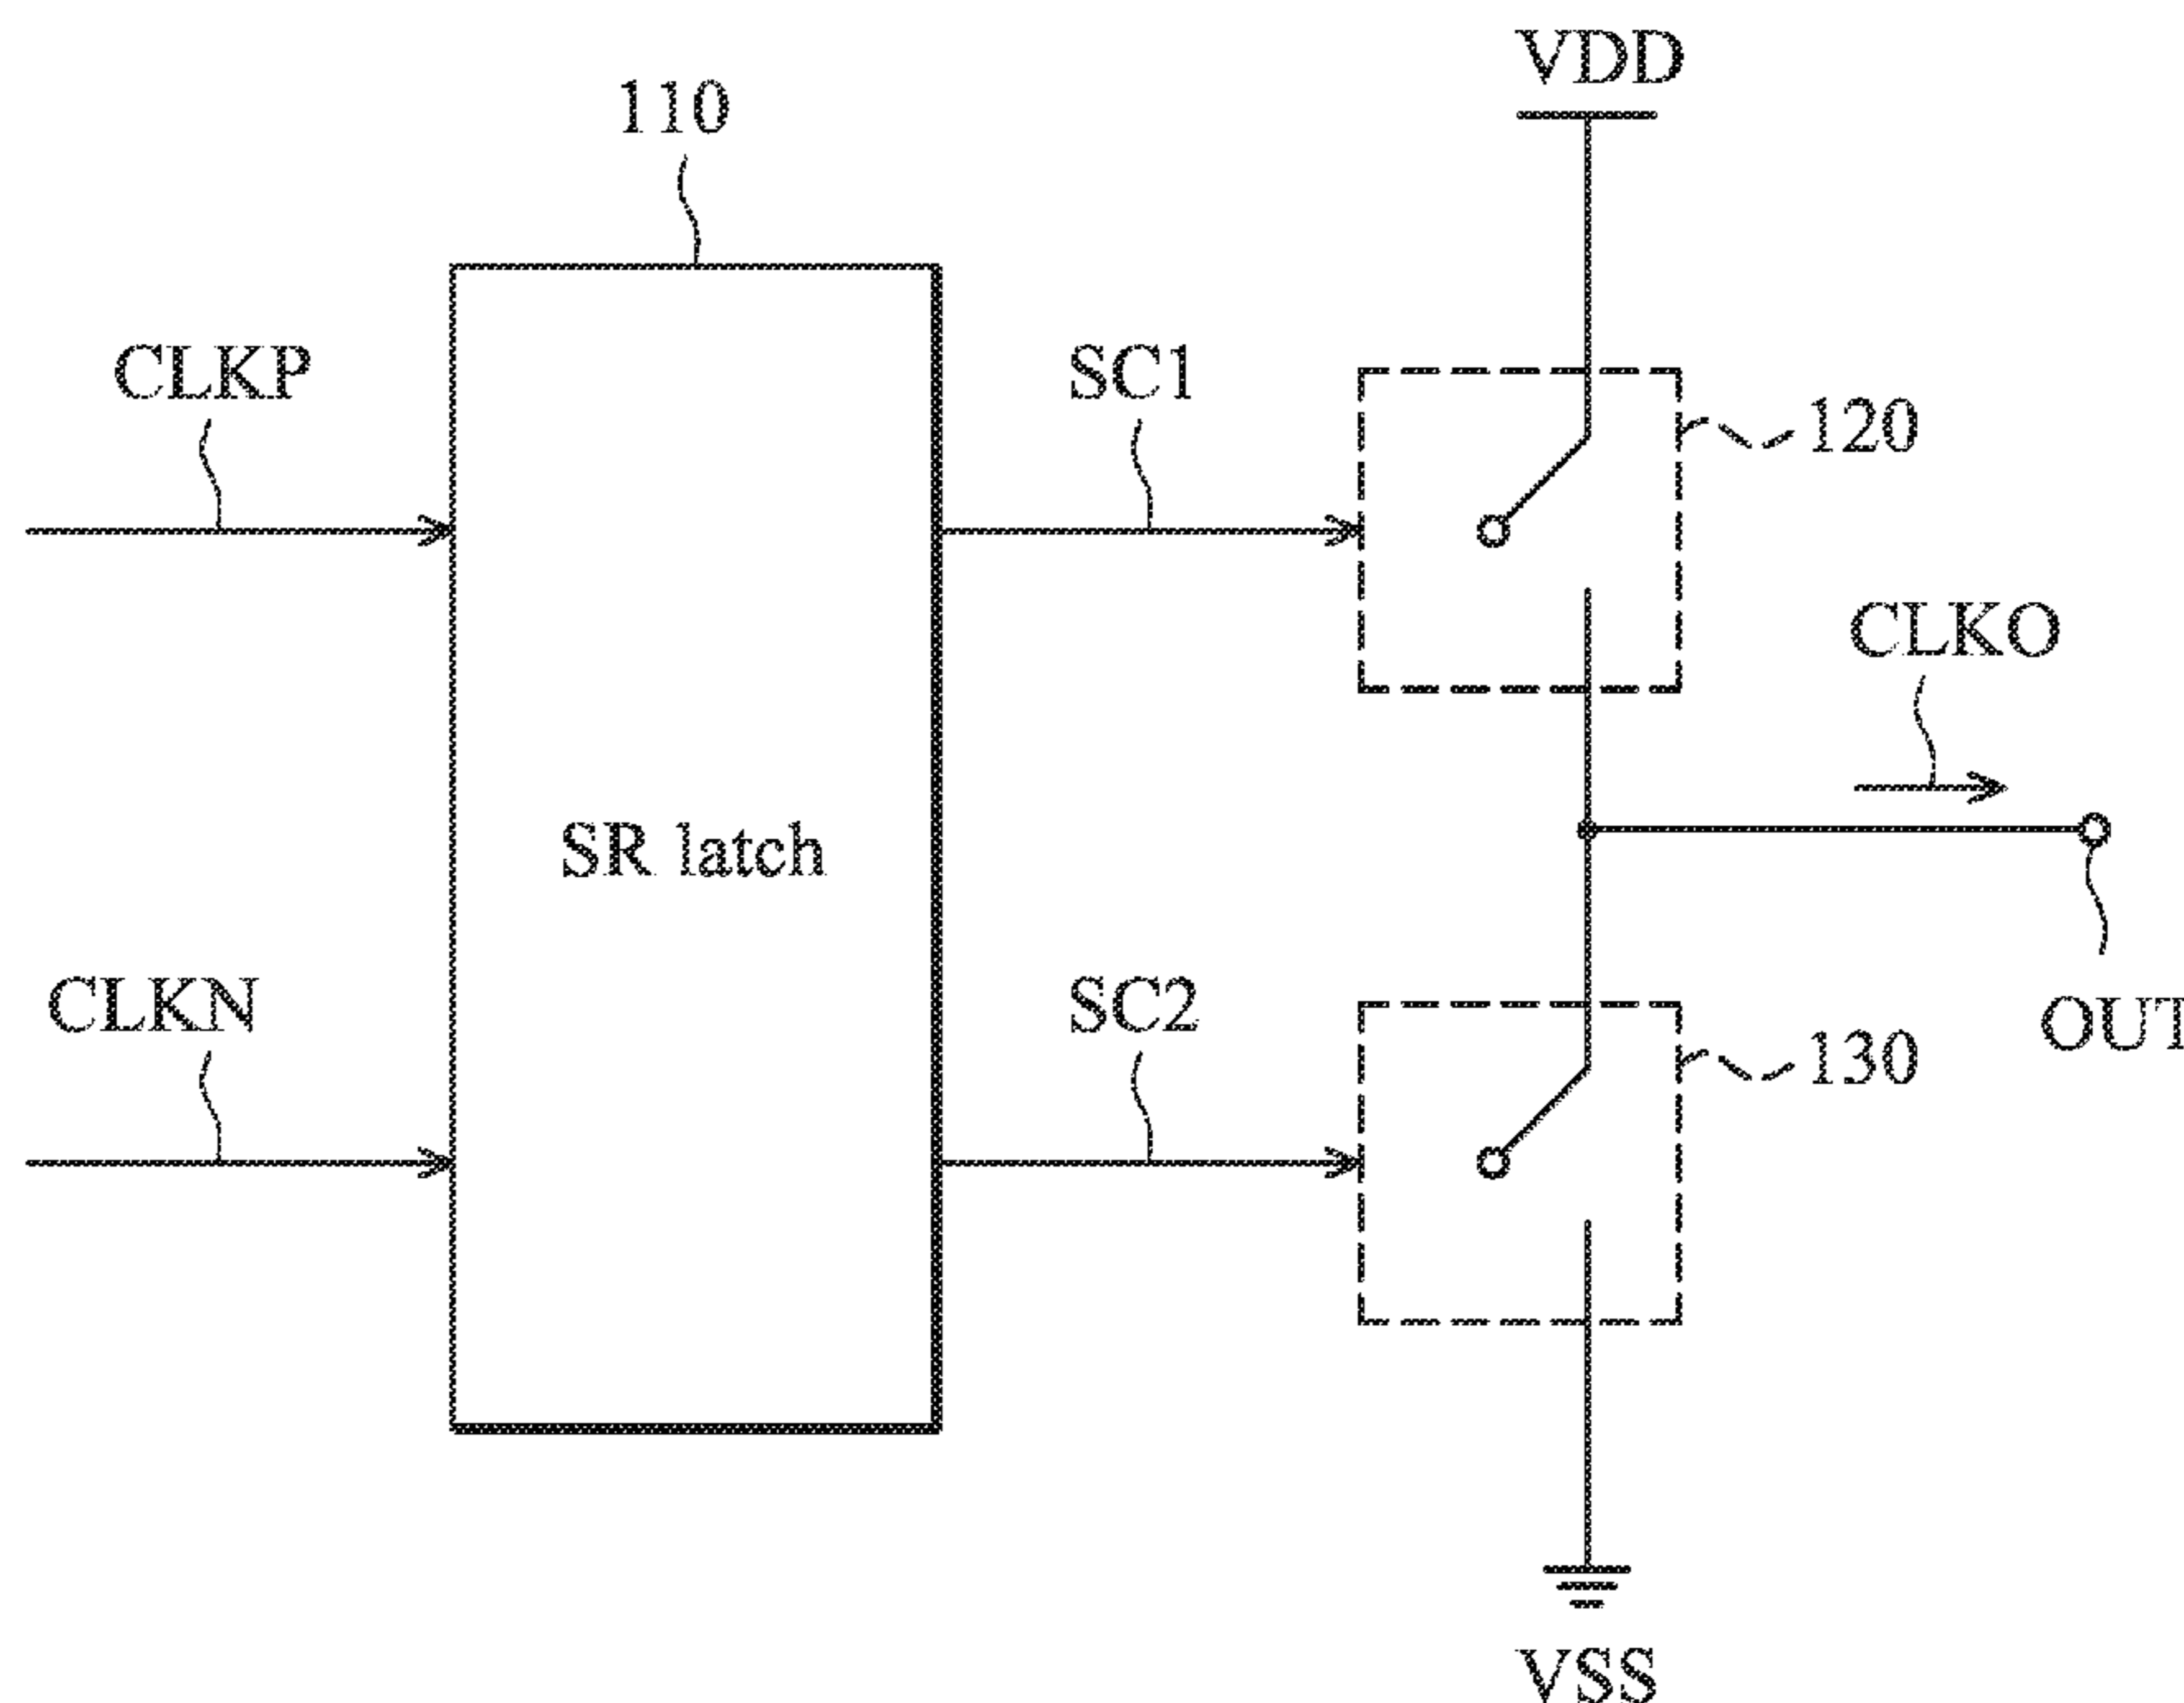 VDD
110
CLKP
SC1
120
CLKO
SR latch
CLKN
SC2
OUT
130
VSS